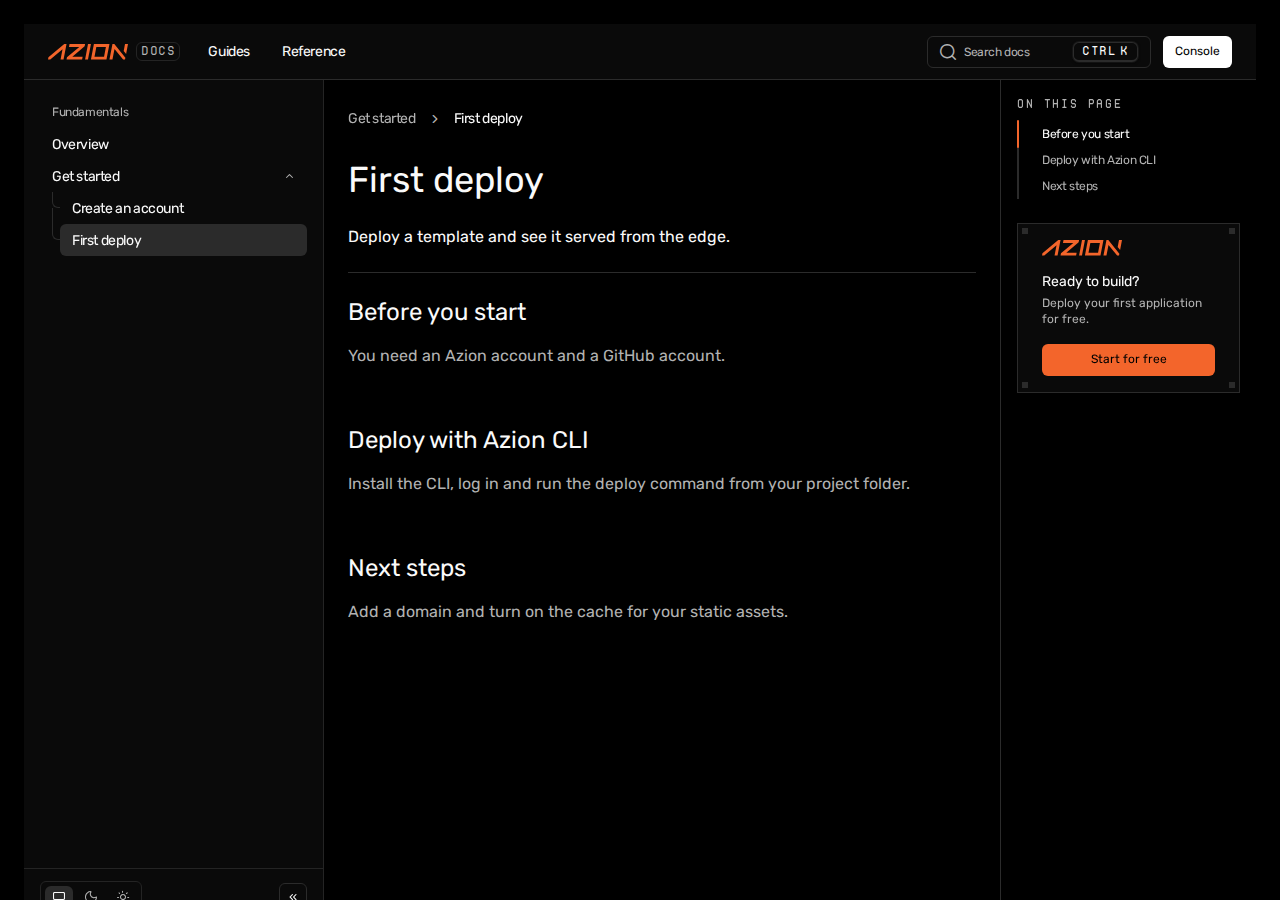 AZION DOCS Guides Reference Search docs CTRL K Console
Fundamentals
Overview
Get started
Create an account
First deploy
Get started > First deploy
First deploy
Deploy a template and see it served from the edge.
Before you start
You need an Azion account and a GitHub account.
Deploy with Azion CLI
Install the CLI, log in and run the deploy command from your project folder.
Next steps
Add a domain and turn on the cache for your static assets.
ON THIS PAGE
Before you start
Deploy with Azion CLI
Next steps
AZION
Ready to build?
Deploy your first application
for free.
Start for free